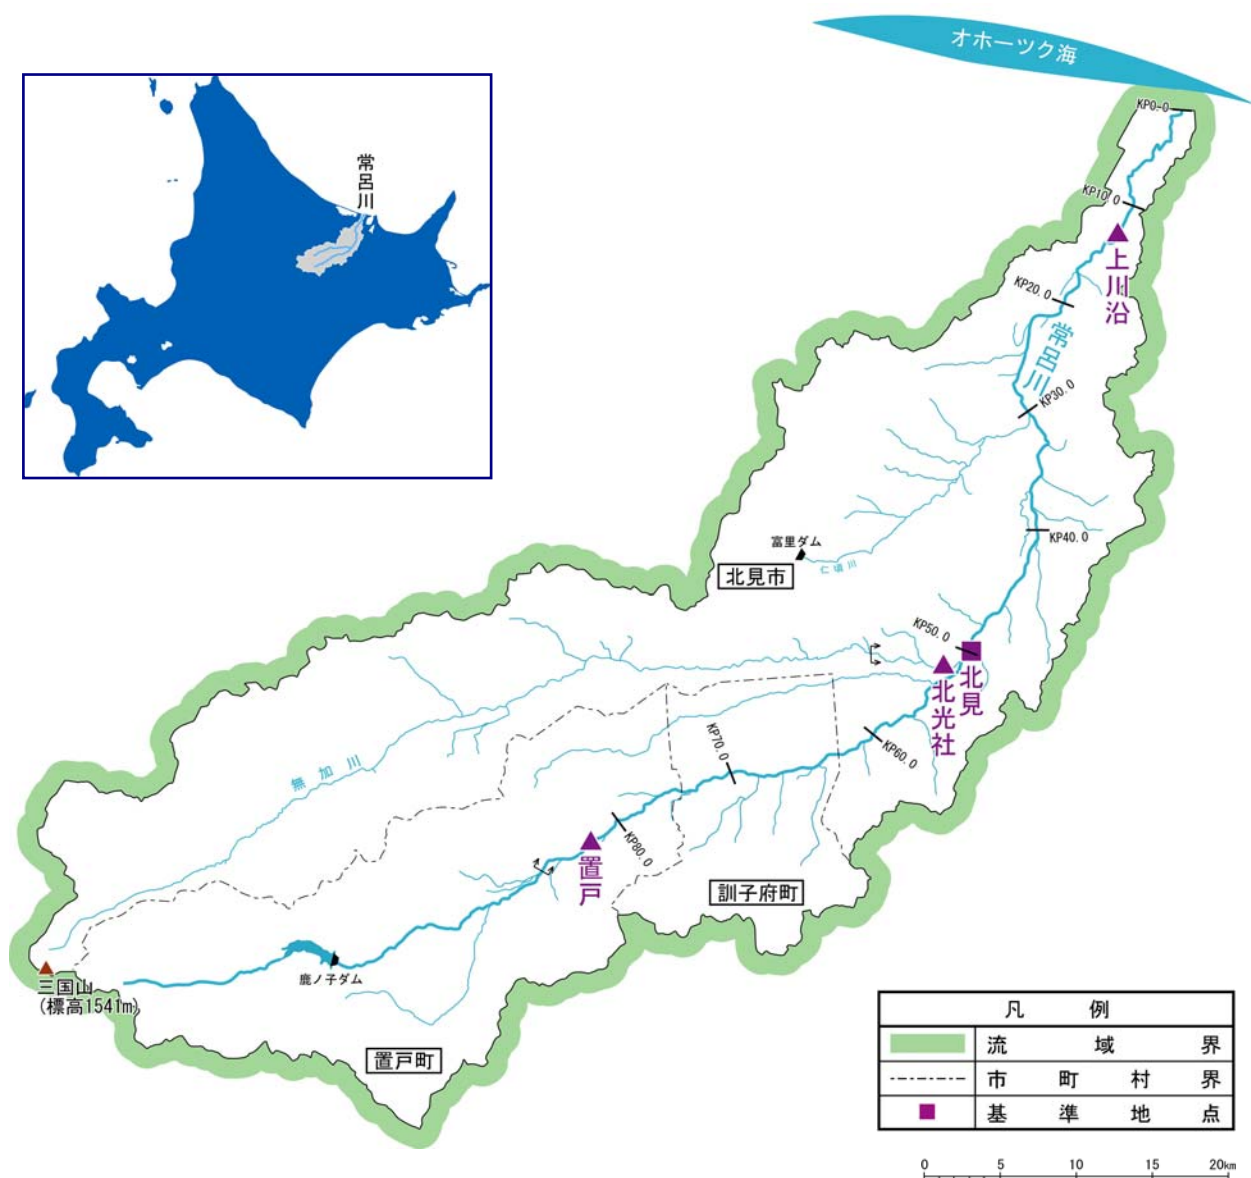 オホーツク海
常呂川
KP0.0
KP10.0
上川沿
KP20.0
常呂川
KP30.0
KP40.0
富里ダム
仁頃川
北見市
KP50.0
北見
北光社
KP60.0
KP70.0
無加川
KP80.0
置戸
訓子府町
鹿ノ子ダム
三国山
(標高1541m)
置戸町
凡 例
流 域 界
市 町 村 界
基 準 地 点
0 5 10 15 20km